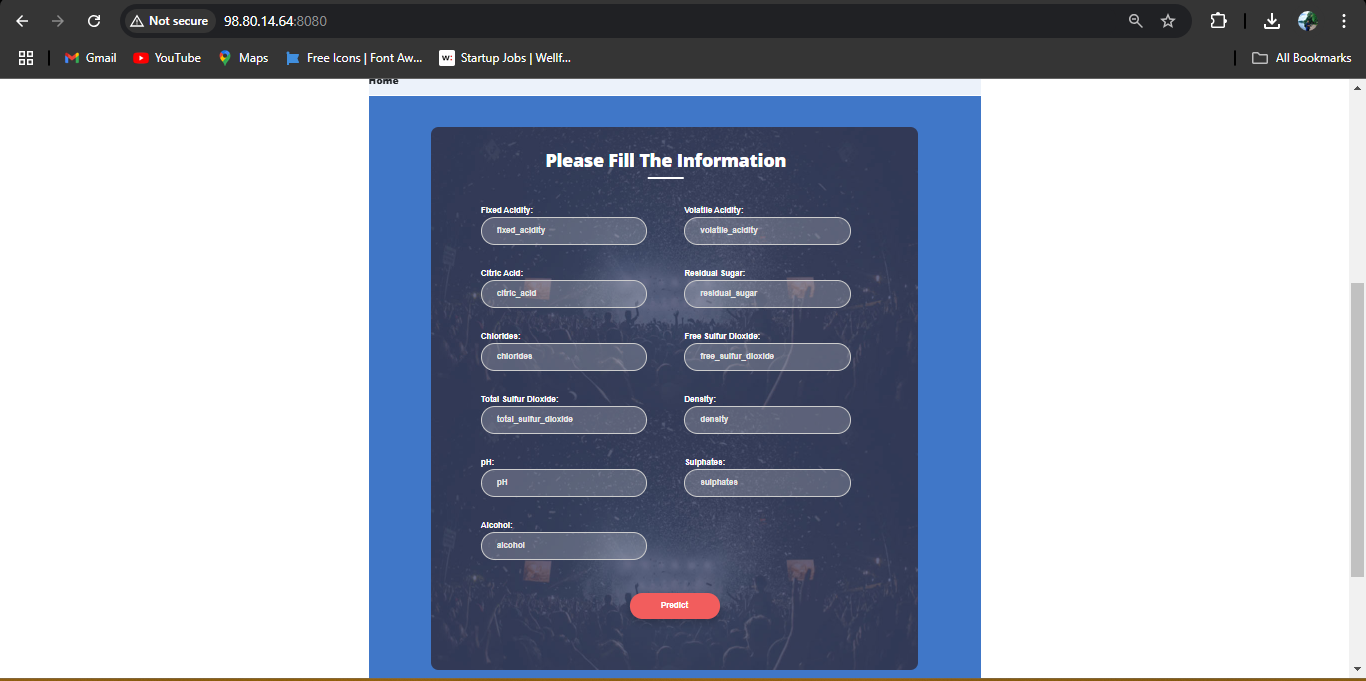 Not secure 98.80.14.64:8080
Gmail YouTube Maps Free Icons | Font Aw... w: Startup Jobs | Wellf... All Bookmarks
Home
Please Fill The Information
Fixed Acidity: Volatile Acidity:
fixed_acidity volatile_acidity
Citric Acid: Residual Sugar:
citric_acid residual_sugar
Chlorides: Free Sulfur Dioxide:
chlorides free_sulfur_dioxide
Total Sulfur Dioxide: Density:
total_sulfur_dioxide density
pH: Sulphates:
pH sulphates
Alcohol:
alcohol
Predict